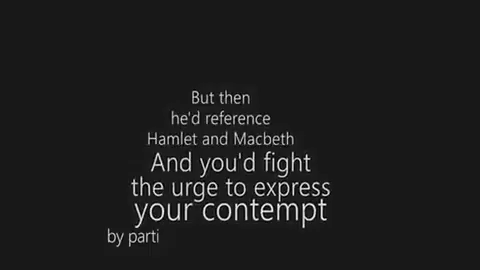 But then
he'd reference
Hamlet and Macbeth
And you'd fight
the urge to express
your contempt
by parti